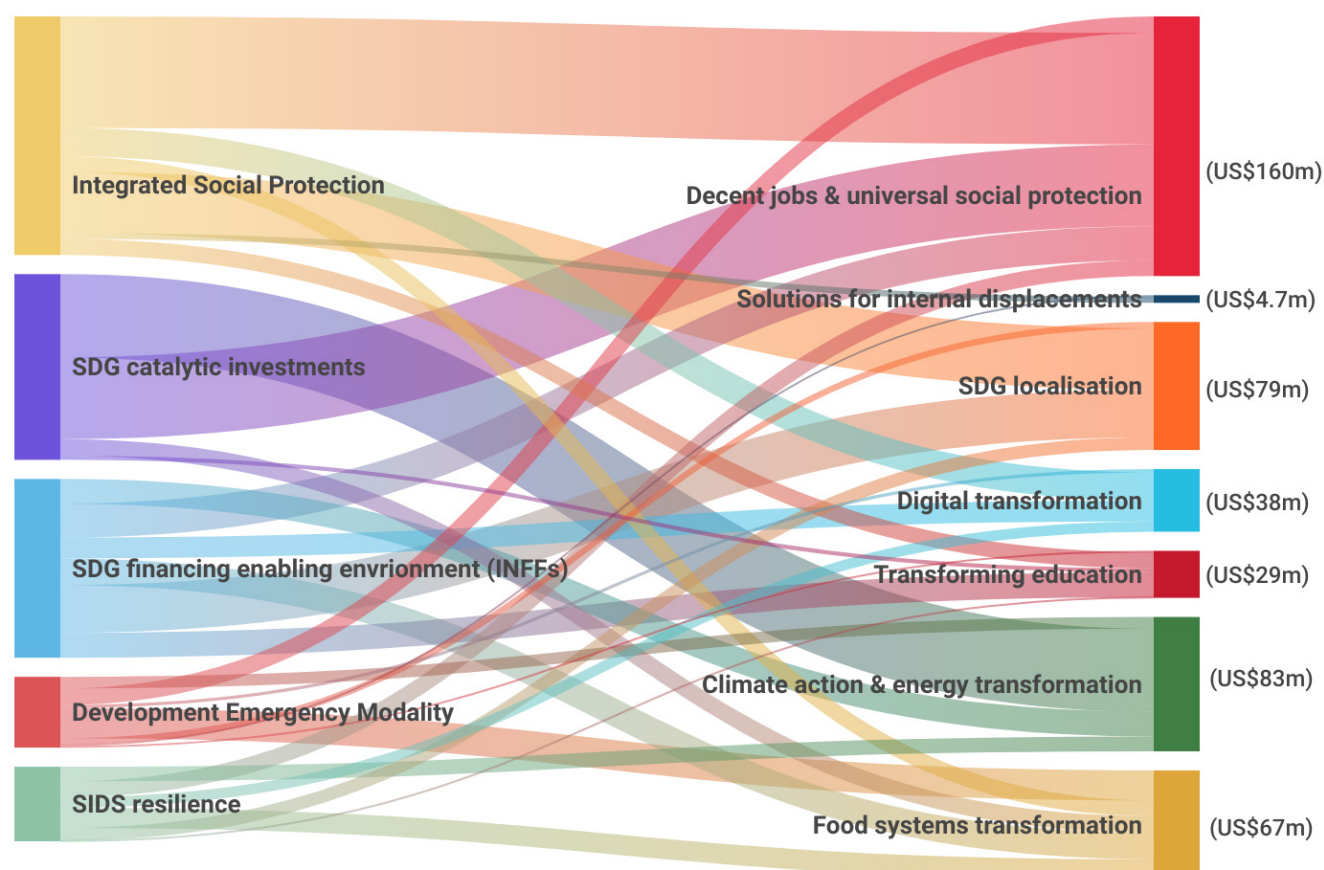 Integrated Social Protection
SDG catalytic investments
SDG financing enabling envrionment (INFFs)
Development Emergency Modality
SIDS resilience
Decent jobs & universal social protection
(US$160m)
Solutions for internal displacements
(US$4.7m)
SDG localisation
(US$79m)
Digital transformation
(US$38m)
Transforming education
(US$29m)
Climate action & energy transformation
(US$83m)
Food systems transformation
(US$67m)